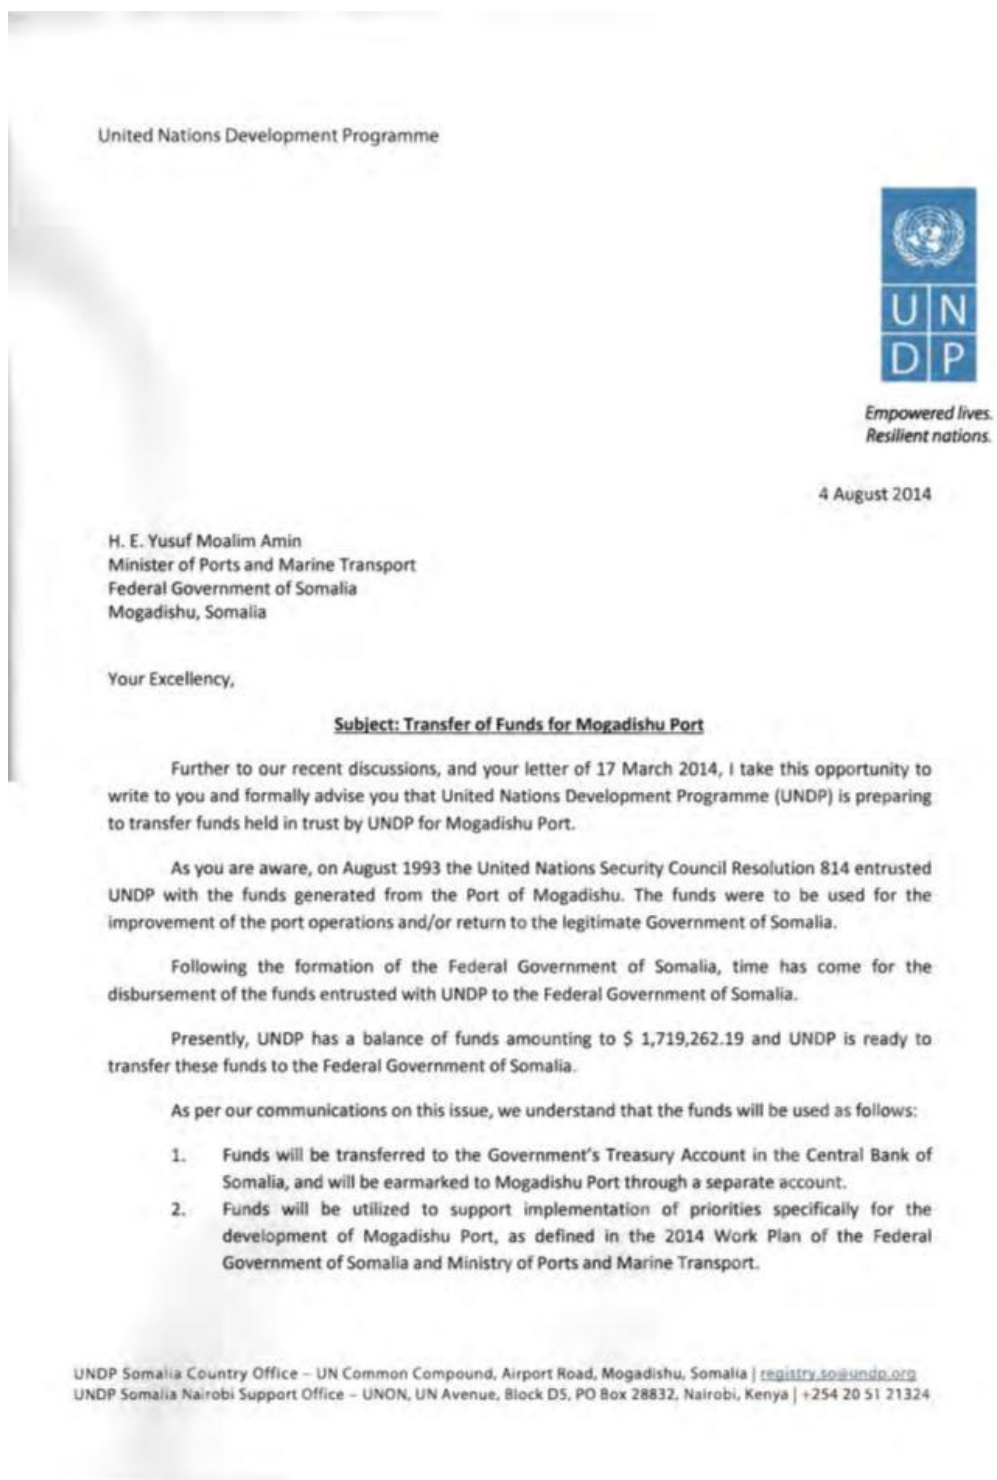 United Nations Development Programme
U N
D P
Empowered lives.
Resilient nations.
4 August 2014
H. E. Yusuf Moalim Amin
Minister of Ports and Marine Transport
Federal Government of Somalia
Mogadishu, Somalia
Your Excellency,
Subject: Transfer of Funds for Mogadishu Port
Further to our recent discussions, and your letter of 17 March 2014, I take this opportunity to
write to you and formally advise you that United Nations Development Programme (UNDP) is preparing
to transfer funds held in trust by UNDP for Mogadishu Port.
As you are aware, on August 1993 the United Nations Security Council Resolution 814 entrusted
UNDP with the funds generated from the Port of Mogadishu. The funds were to be used for the
improvement of the port operations and/or return to the legitimate Government of Somalia.
Following the formation of the Federal Government of Somalia, time has come for the
disbursement of the funds entrusted with UNDP to the Federal Government of Somalia.
Presently, UNDP has a balance of funds amounting to $ 1,719,262.19 and UNDP is ready to
transfer these funds to the Federal Government of Somalia.
As per our communications on this issue, we understand that the funds will be used as follows:
1. Funds will be transferred to the Government's Treasury Account in the Central Bank of
Somalia, and will be earmarked to Mogadishu Port through a separate account.
2. Funds will be utilized to support implementation of priorities specifically for the
development of Mogadishu Port, as defined in the 2014 Work Plan of the Federal
Government of Somalia and Ministry of Ports and Marine Transport.
UNDP Somalia Country Office – UN Common Compound, Airport Road, Mogadishu, Somalia | registry.so@undp.org
UNDP Somalia Nairobi Support Office – UNON, UN Avenue, Block D5, PO Box 28832, Nairobi, Kenya | +254 20 51 21324